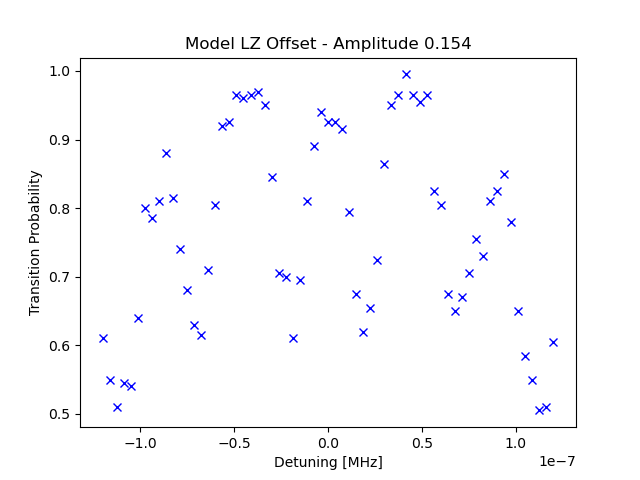 Model LZ Offset - Amplitude 0.154
1.0
0.9
0.8
0.7
0.6
0.5
Transition Probability
−1.0 −0.5 0.0 0.5 1.0
1e−7
Detuning [MHz]